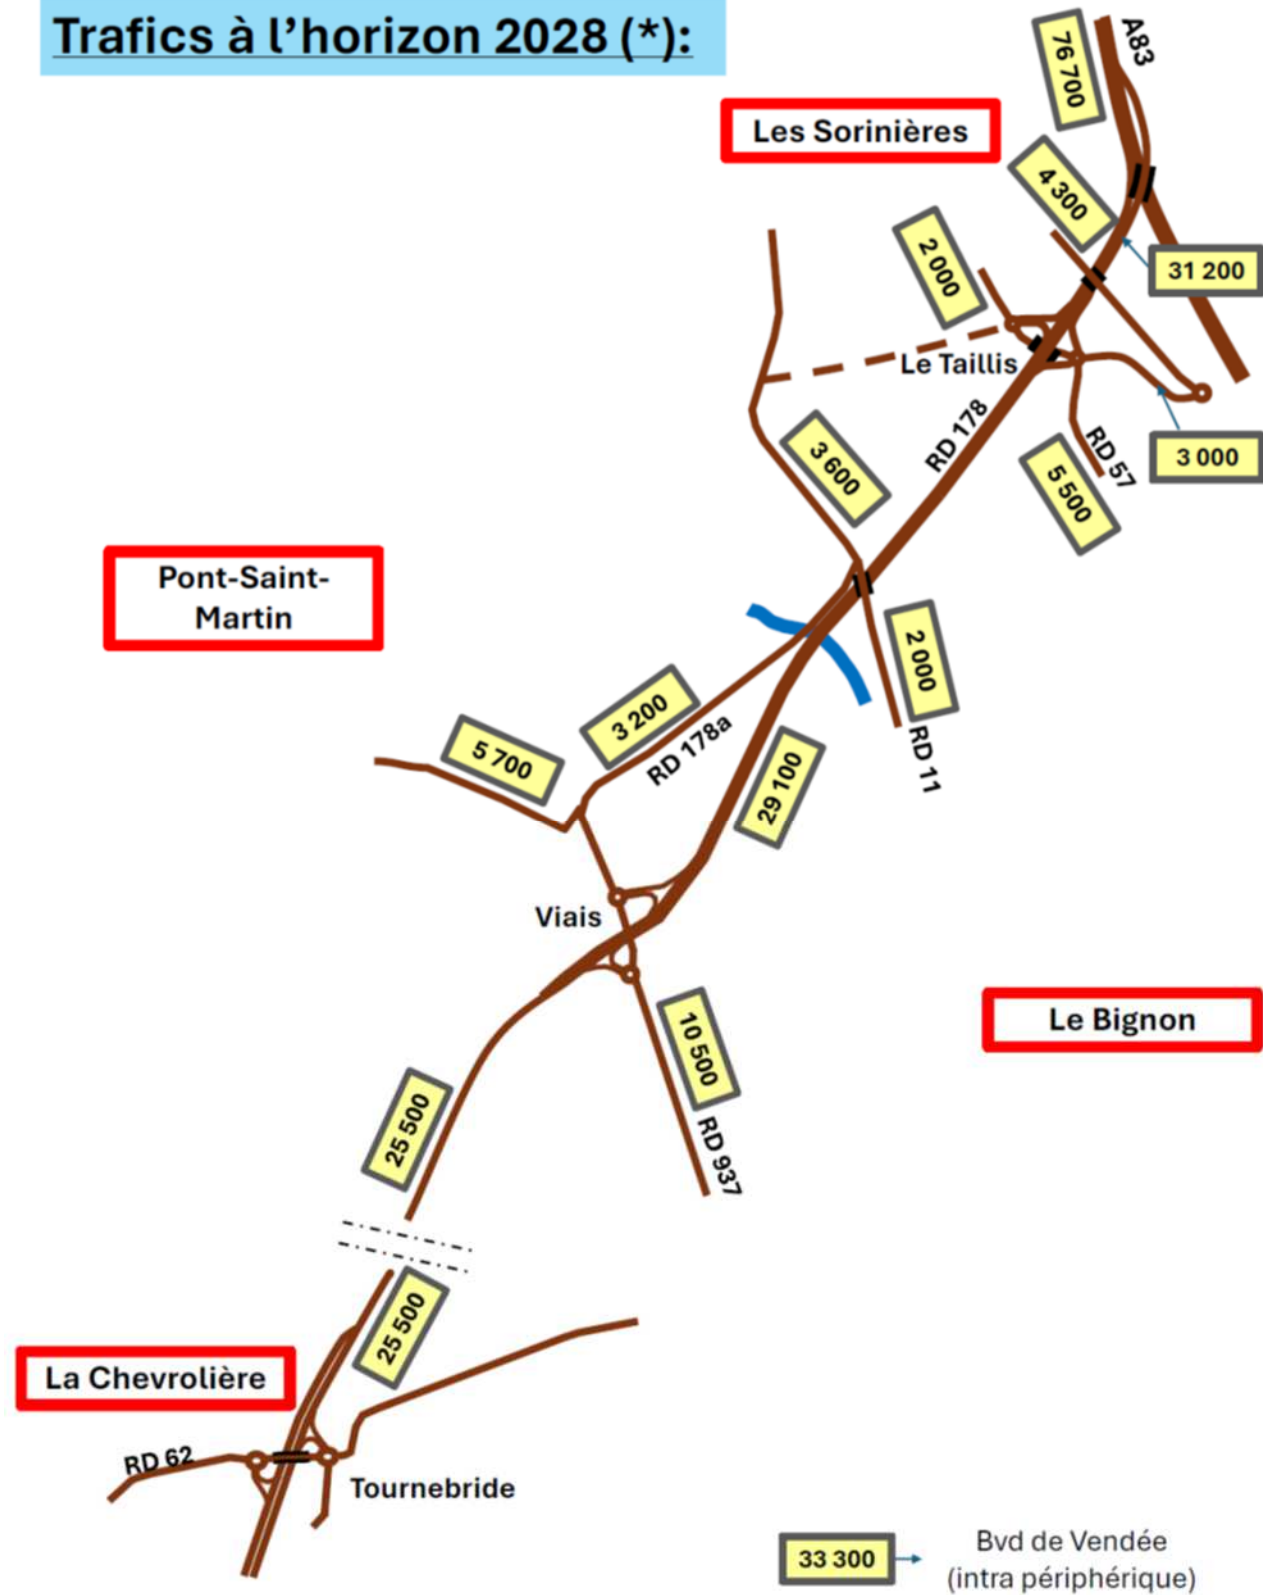 Trafics à l’horizon 2028 (*):
A83
76 700
Les Sorinières
4 300
2 000
31 200
Le Taillis
RD 178
3 600
RD 57
3 000
5 500
Pont-Saint-
Martin
2 000
3 200
RD 178a
5 700
RD 11
29 100
Viais
10 500
Le Bignon
25 500
RD 937
25 500
La Chevrolière
RD 62
Tournebride
33 300
Bvd de Vendée
(intra périphérique)